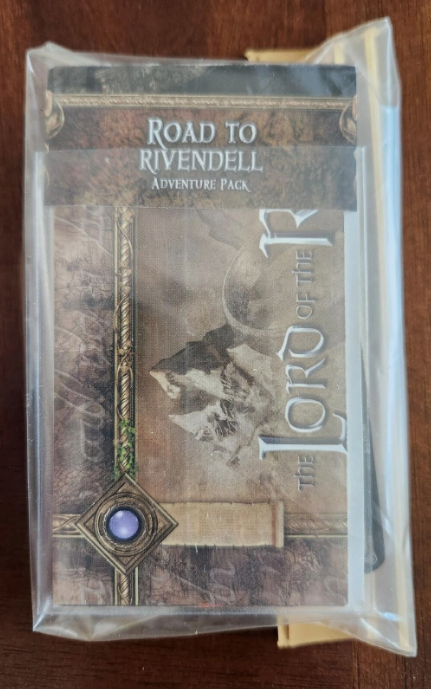 ROAD TO
RIVENDELL
ADVENTURE PACK
THE LORD OF THE R